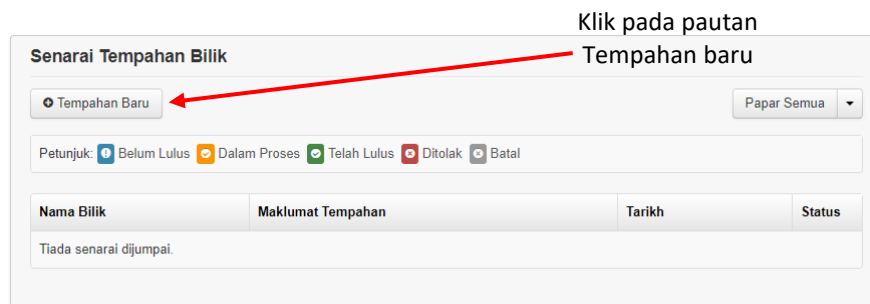 Klik pada pautan
Tempahan baru
Senarai Tempahan Bilik
Tempahan Baru
Papar Semua
Petunjuk: Belum Lulus Dalam Proses Telah Lulus Ditolak Batal
Nama Bilik Maklumat Tempahan Tarikh Status
Tiada senarai dijumpai.